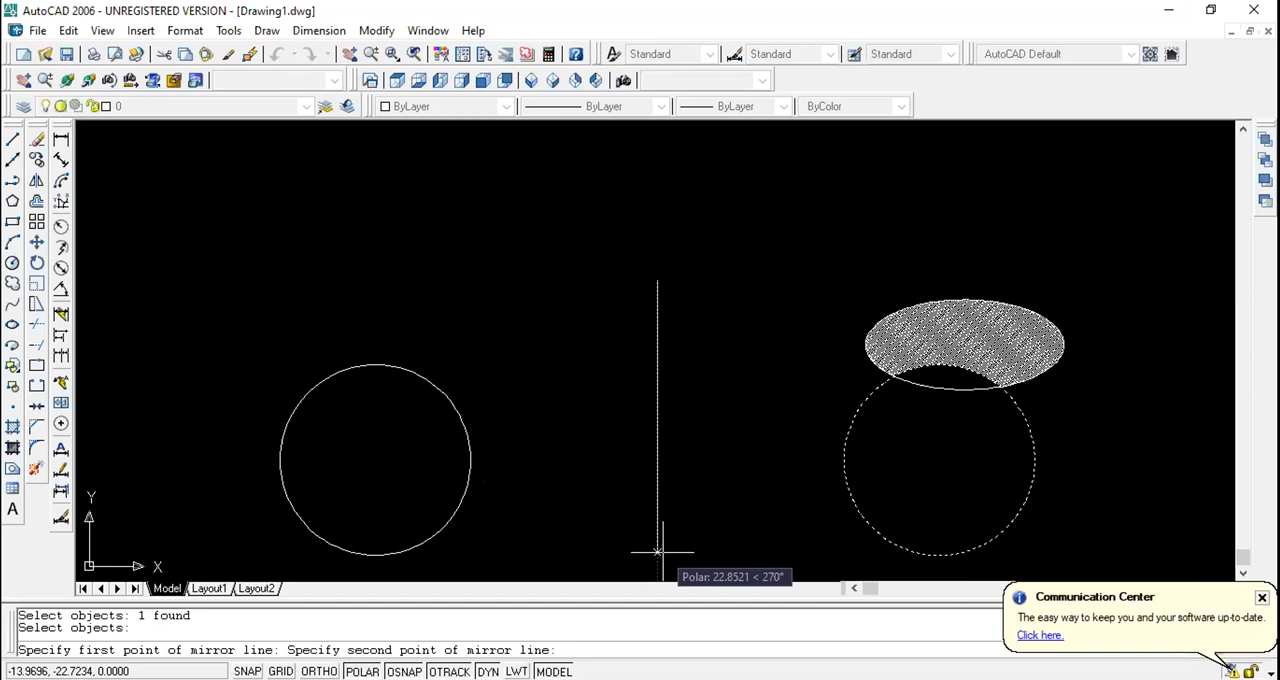 AutoCAD 2006 - UNREGISTERED VERSION - [Drawing1.dwg]
File Edit View Insert Format Tools Draw Dimension Modify Window Help
Standard Standard Standard AutoCAD Default
0 ByLayer ByLayer ByLayer ByColor
A
Y
X
Polar: 22.8521 < 270°
Model Layout1 Layout2
Communication Center
The easy way to keep you and your software up-to-date.
Click here.
Select objects: 1 found
Select objects:
Specify first point of mirror line: Specify second point of mirror line:
-13.9696, -22.7234, 0.0000 SNAP GRID ORTHO POLAR OSNAP OTRACK DYN LWT MODEL